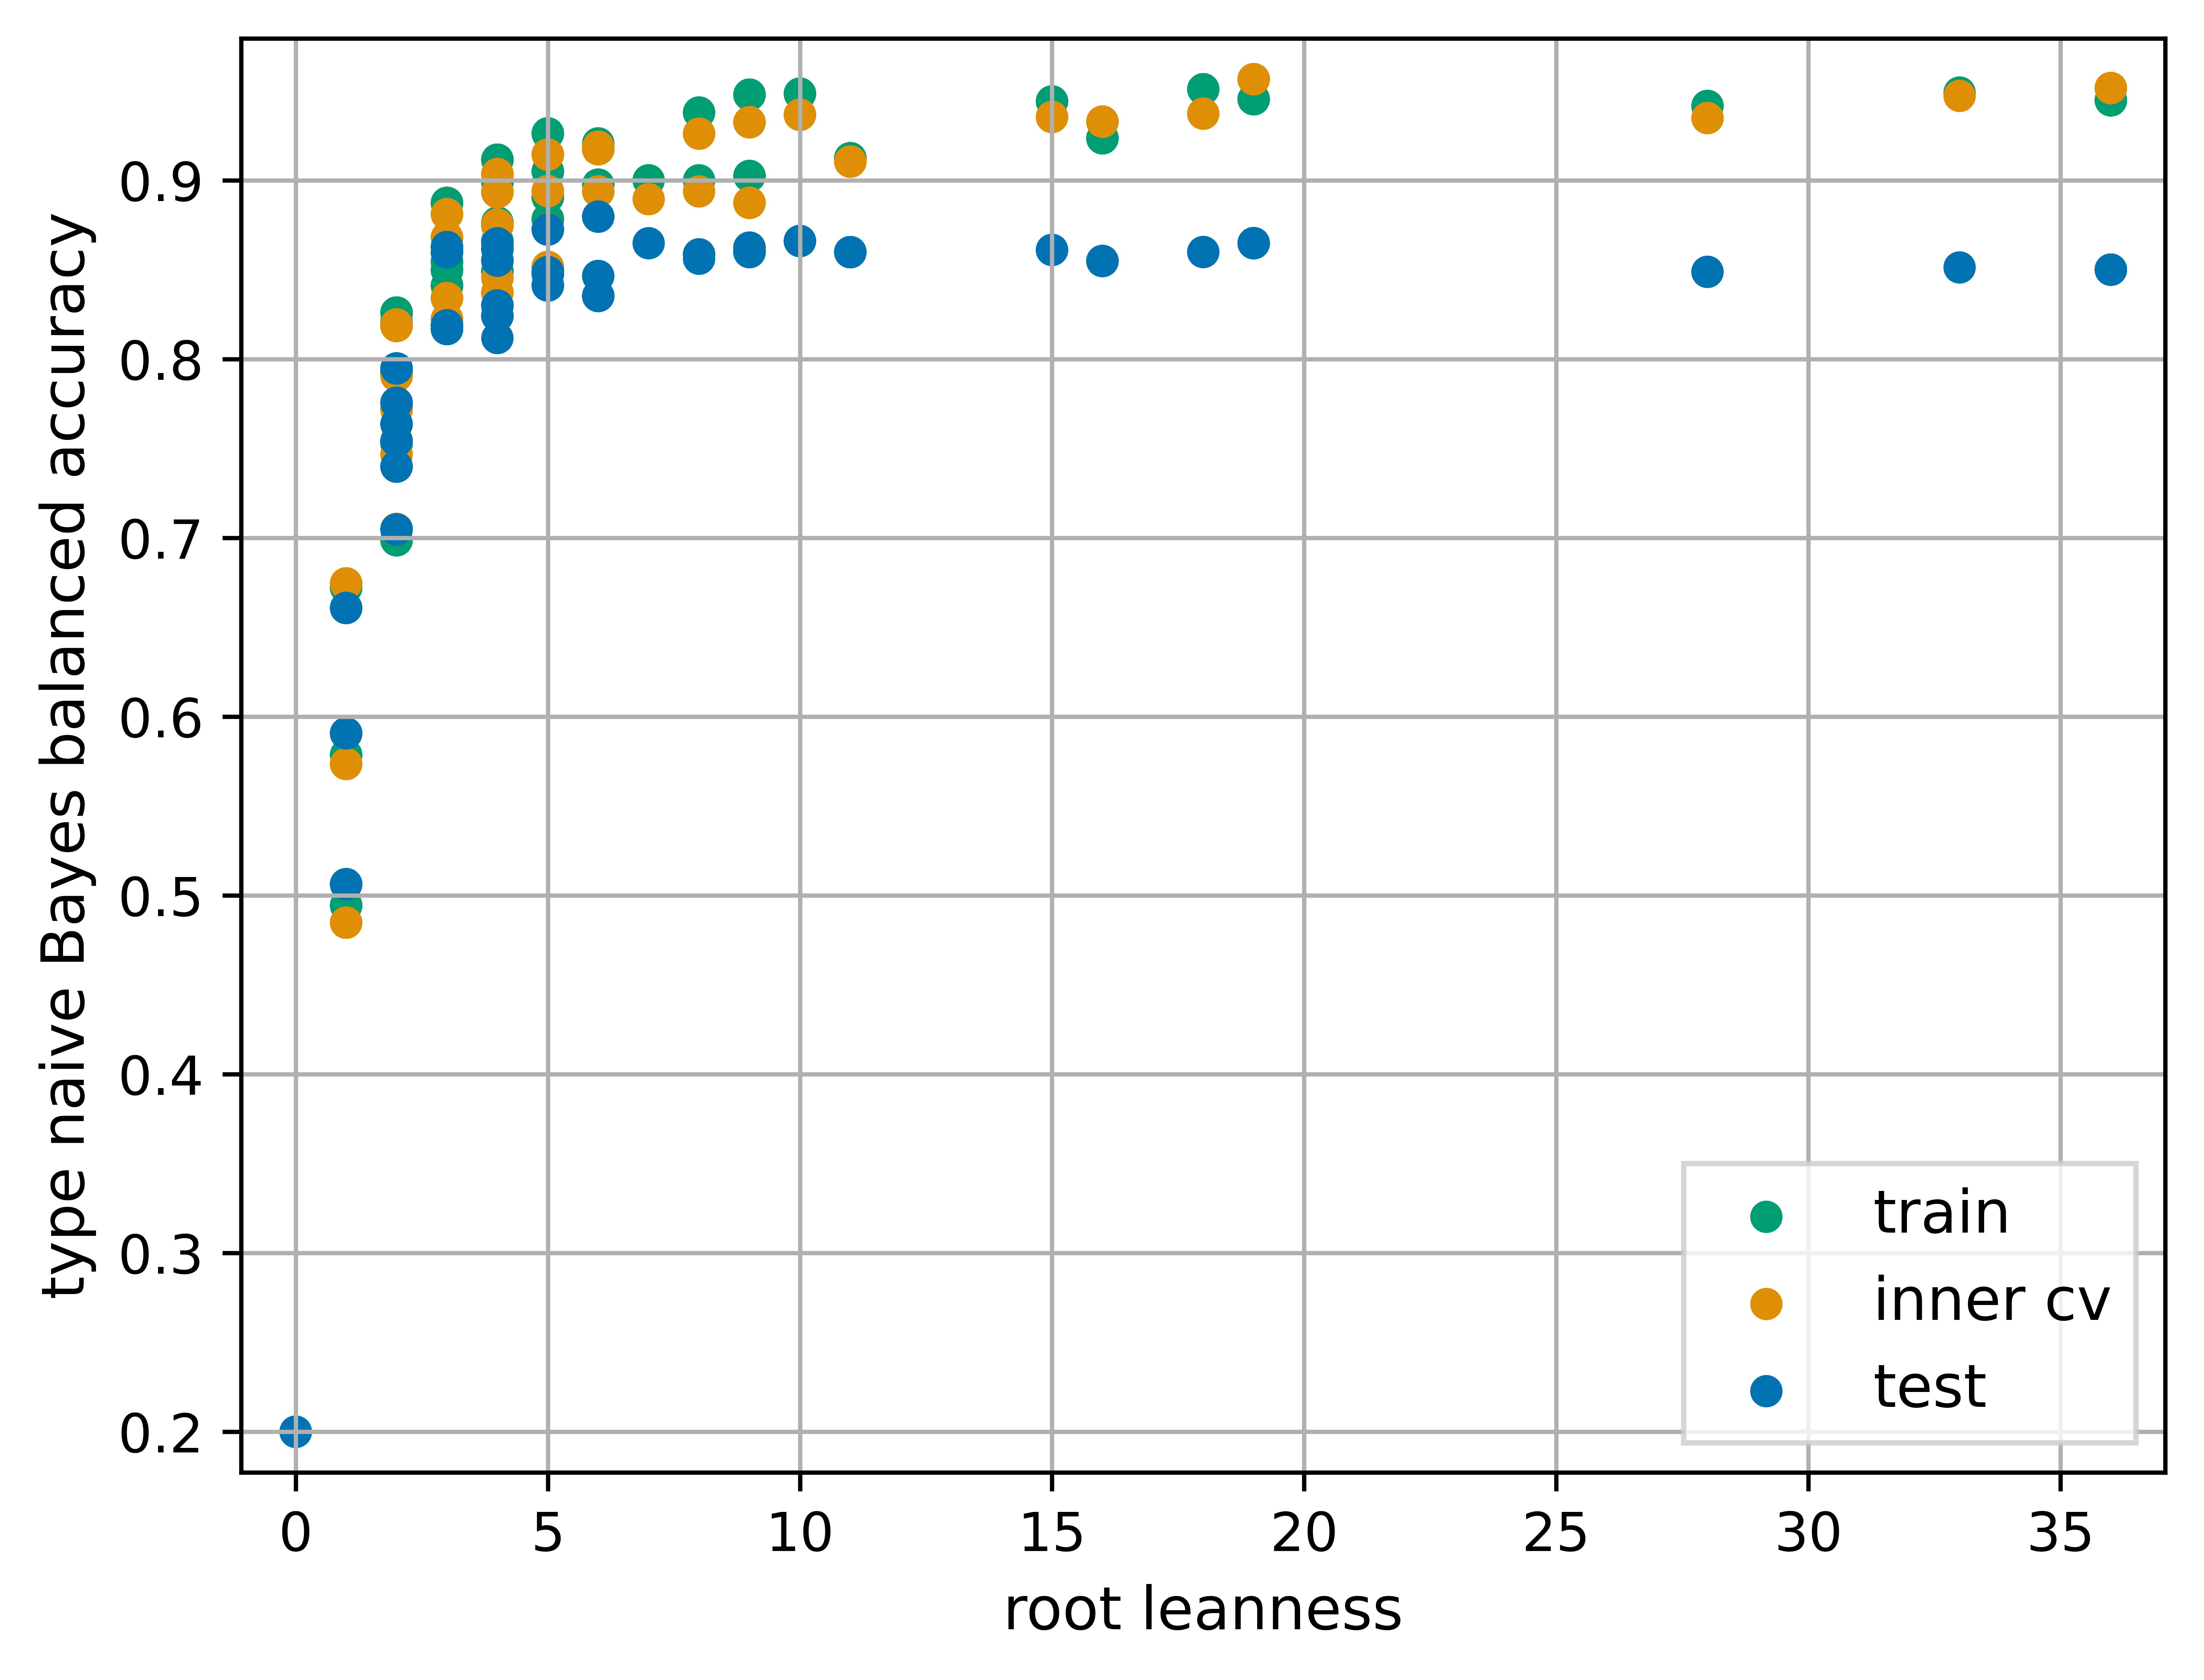 type naive Bayes balanced accuracy
0.9
0.8
0.7
0.6
0.5
0.4
0.3
0.2
train
inner cv
test
0 5 10 15 20 25 30 35
root leanness